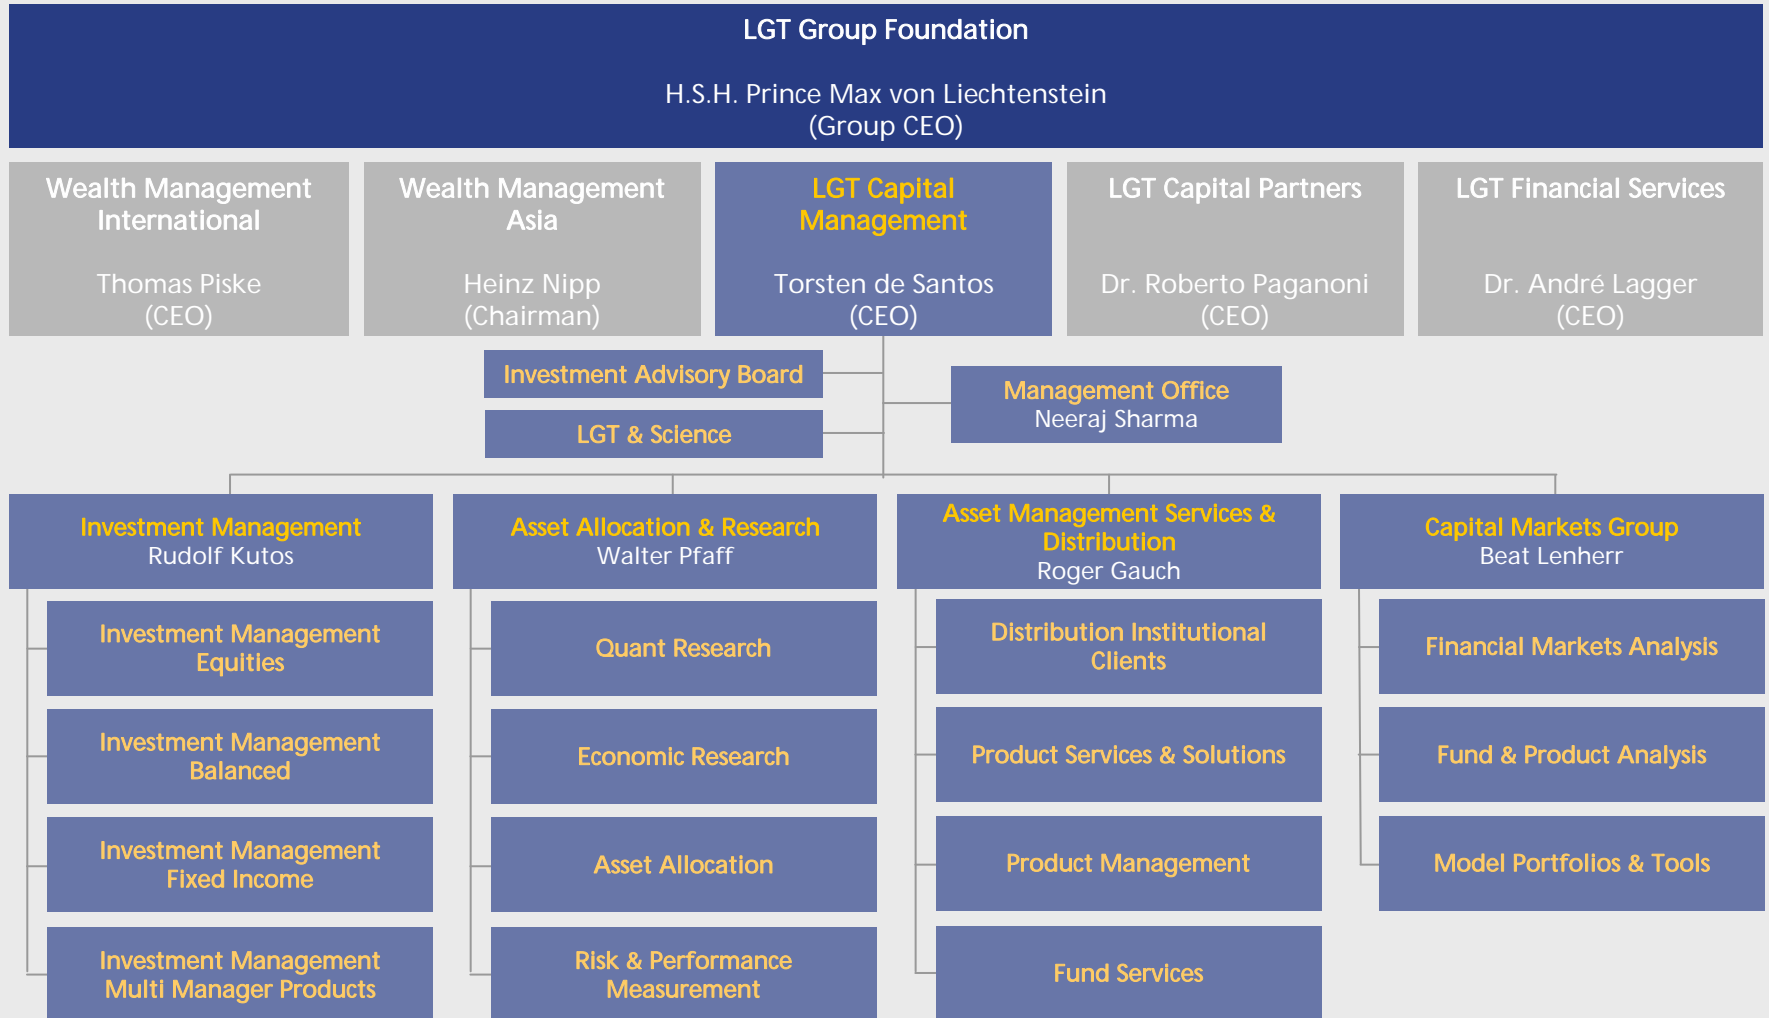 LGT Group Foundation
H.S.H. Prince Max von Liechtenstein
(Group CEO)
Wealth Management
International
Thomas Piske
(CEO)
Wealth Management
Asia
Heinz Nipp
(Chairman)
LGT Capital
Management
Torsten de Santos
(CEO)
LGT Capital Partners
Dr. Roberto Paganoni
(CEO)
LGT Financial Services
Dr. André Lagger
(CEO)
Investment Advisory Board
LGT & Science
Management Office
Neeraj Sharma
Investment Management
Rudolf Kutos
Investment Management
Equities
Investment Management
Balanced
Investment Management
Fixed Income
Investment Management
Multi Manager Products
Asset Allocation & Research
Walter Pfaff
Quant Research
Economic Research
Asset Allocation
Risk & Performance
Measurement
Asset Management Services &
Distribution
Roger Gauch
Distribution Institutional
Clients
Product Services & Solutions
Product Management
Fund Services
Capital Markets Group
Beat Lenherr
Financial Markets Analysis
Fund & Product Analysis
Model Portfolios & Tools